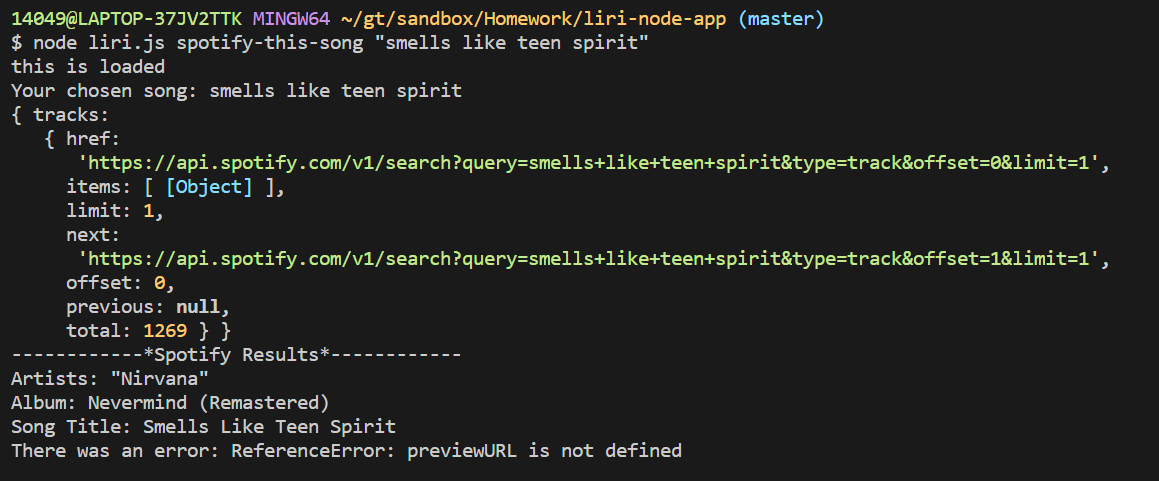 14049@LAPTOP-37JV2TTK MINGW64 ~/gt/sandbox/Homework/liri-node-app (master)
$ node liri.js spotify-this-song "smells like teen spirit"
this is loaded
Your chosen song: smells like teen spirit
{ tracks:
   { href:
      'https://api.spotify.com/v1/search?query=smells+like+teen+spirit&type=track&offset=0&limit=1',
     items: [ [Object] ],
     limit: 1,
     next:
      'https://api.spotify.com/v1/search?query=smells+like+teen+spirit&type=track&offset=1&limit=1',
     offset: 0,
     previous: null,
     total: 1269 } }
------------*Spotify Results*------------
Artists: "Nirvana"
Album: Nevermind (Remastered)
Song Title: Smells Like Teen Spirit
There was an error: ReferenceError: previewURL is not defined